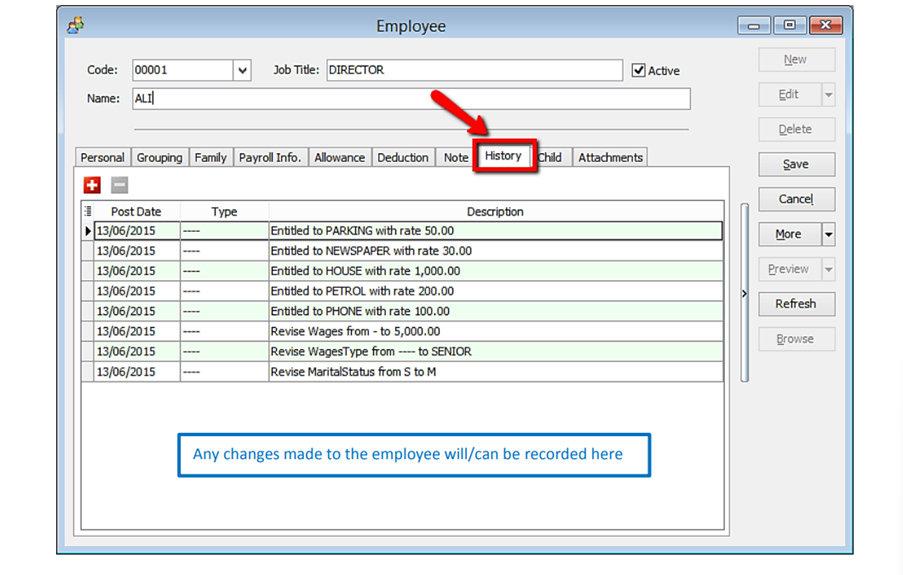 Employee
Code: 00001 Job Title: DIRECTOR Active
Name: ALI
Personal Grouping Family Payroll Info. Allowance Deduction Note History Child Attachments
Post Date Type Description
13/06/2015 ---- Entitled to PARKING with rate 50.00
13/06/2015 ---- Entitled to NEWSPAPER with rate 30.00
13/06/2015 ---- Entitled to HOUSE with rate 1,000.00
13/06/2015 ---- Entitled to PETROL with rate 200.00
13/06/2015 ---- Entitled to PHONE with rate 100.00
13/06/2015 ---- Revise Wages from - to 5,000.00
13/06/2015 ---- Revise WagesType from ---- to SENIOR
13/06/2015 ---- Revise MaritalStatus from S to M
Any changes made to the employee will/can be recorded here
New
Edit
Delete
Save
Cancel
More
Preview
Refresh
Browse